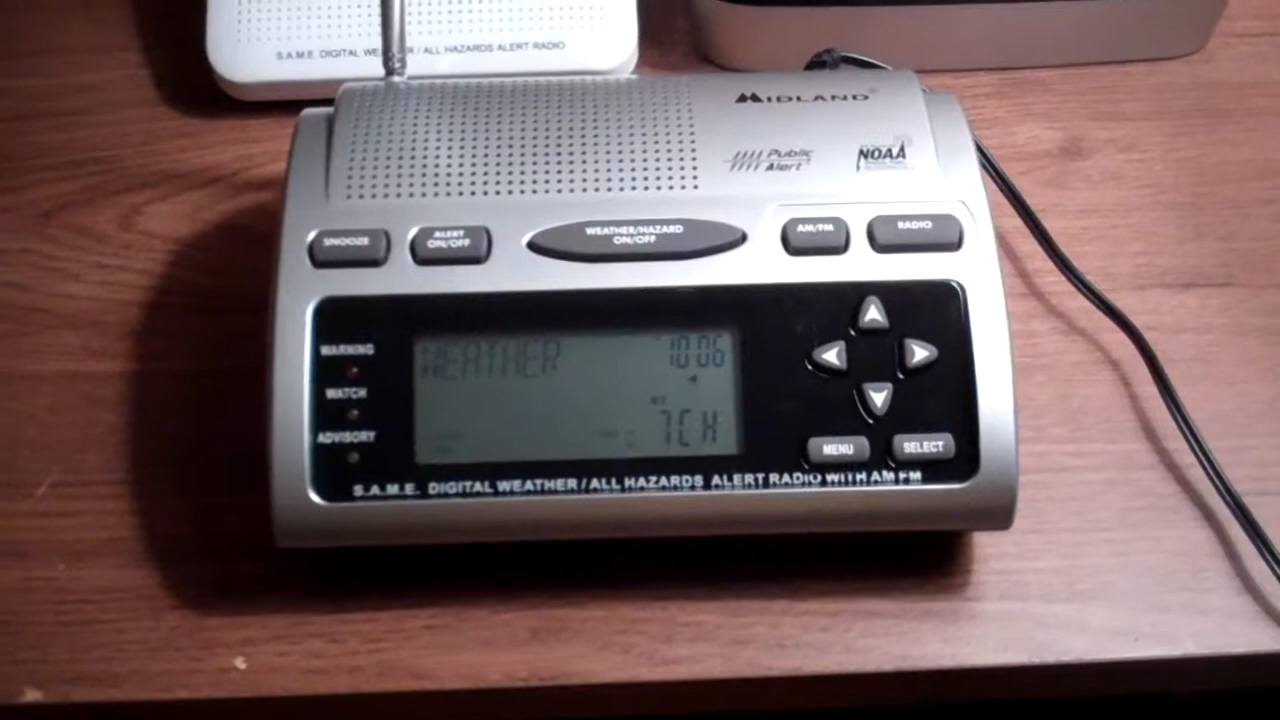 S.A.M.E. DIGITAL WEATHER / ALL HAZARDS ALERT RADIO
MIDLAND
Public Alert
NOAA
SNOOZE
ALERT ON/OFF
WEATHER/HAZARD ON/OFF
AM/FM
RADIO
WARNING
WATCH
ADVISORY
WEATHER 10:06
7CH
MENU
SELECT
S.A.M.E. DIGITAL WEATHER / ALL HAZARDS ALERT RADIO WITH AM FM